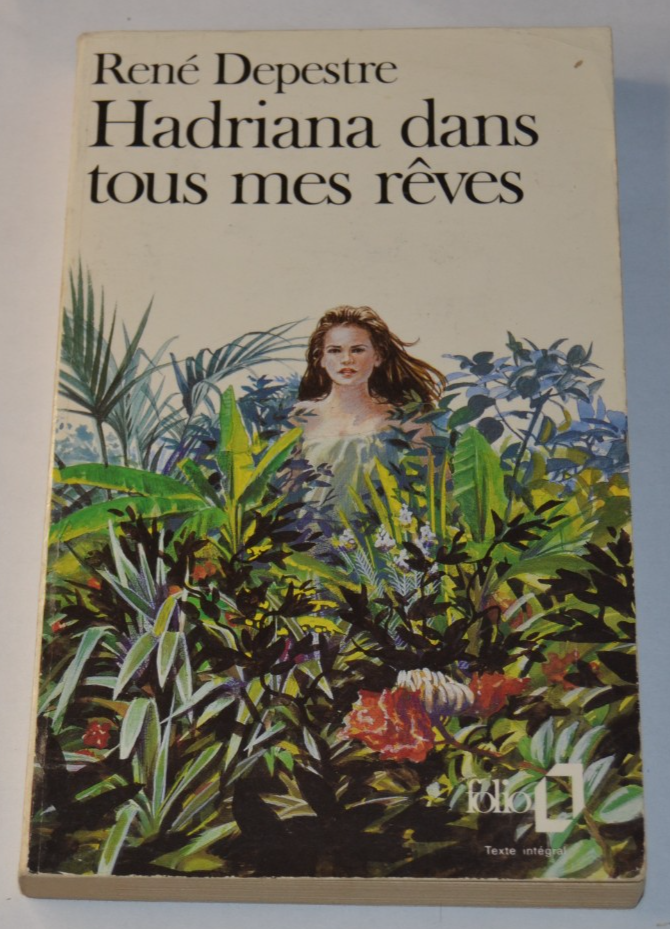 René Depestre
Hadriana dans
tous mes rêves
folio
Texte intégral